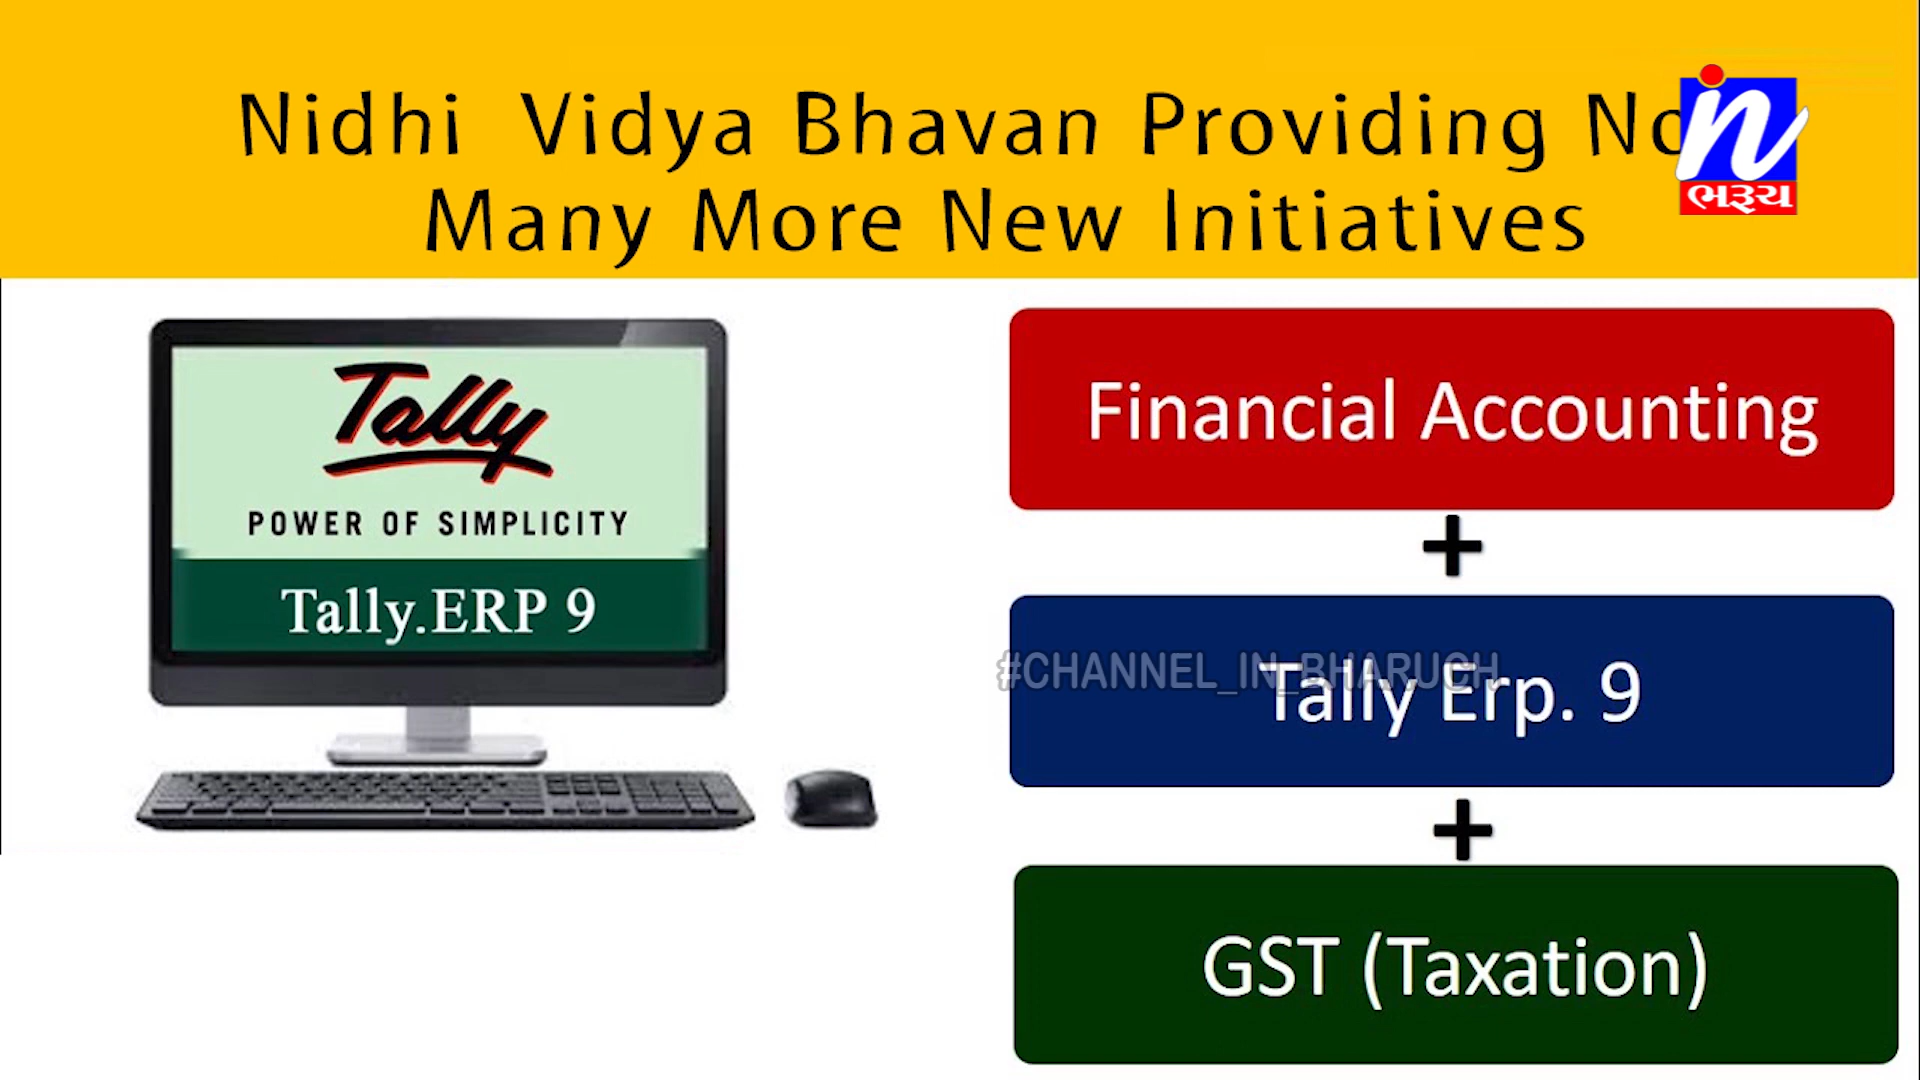 Nidhi Vidya Bhavan Providing
Many More New Initiatives
in
ભરૂચ
Tally
POWER OF SIMPLICITY
Tally.ERP 9
Financial Accounting
+
Tally Erp. 9
#CHANNEL_IN_BHARUCH
+
GST (Taxation)